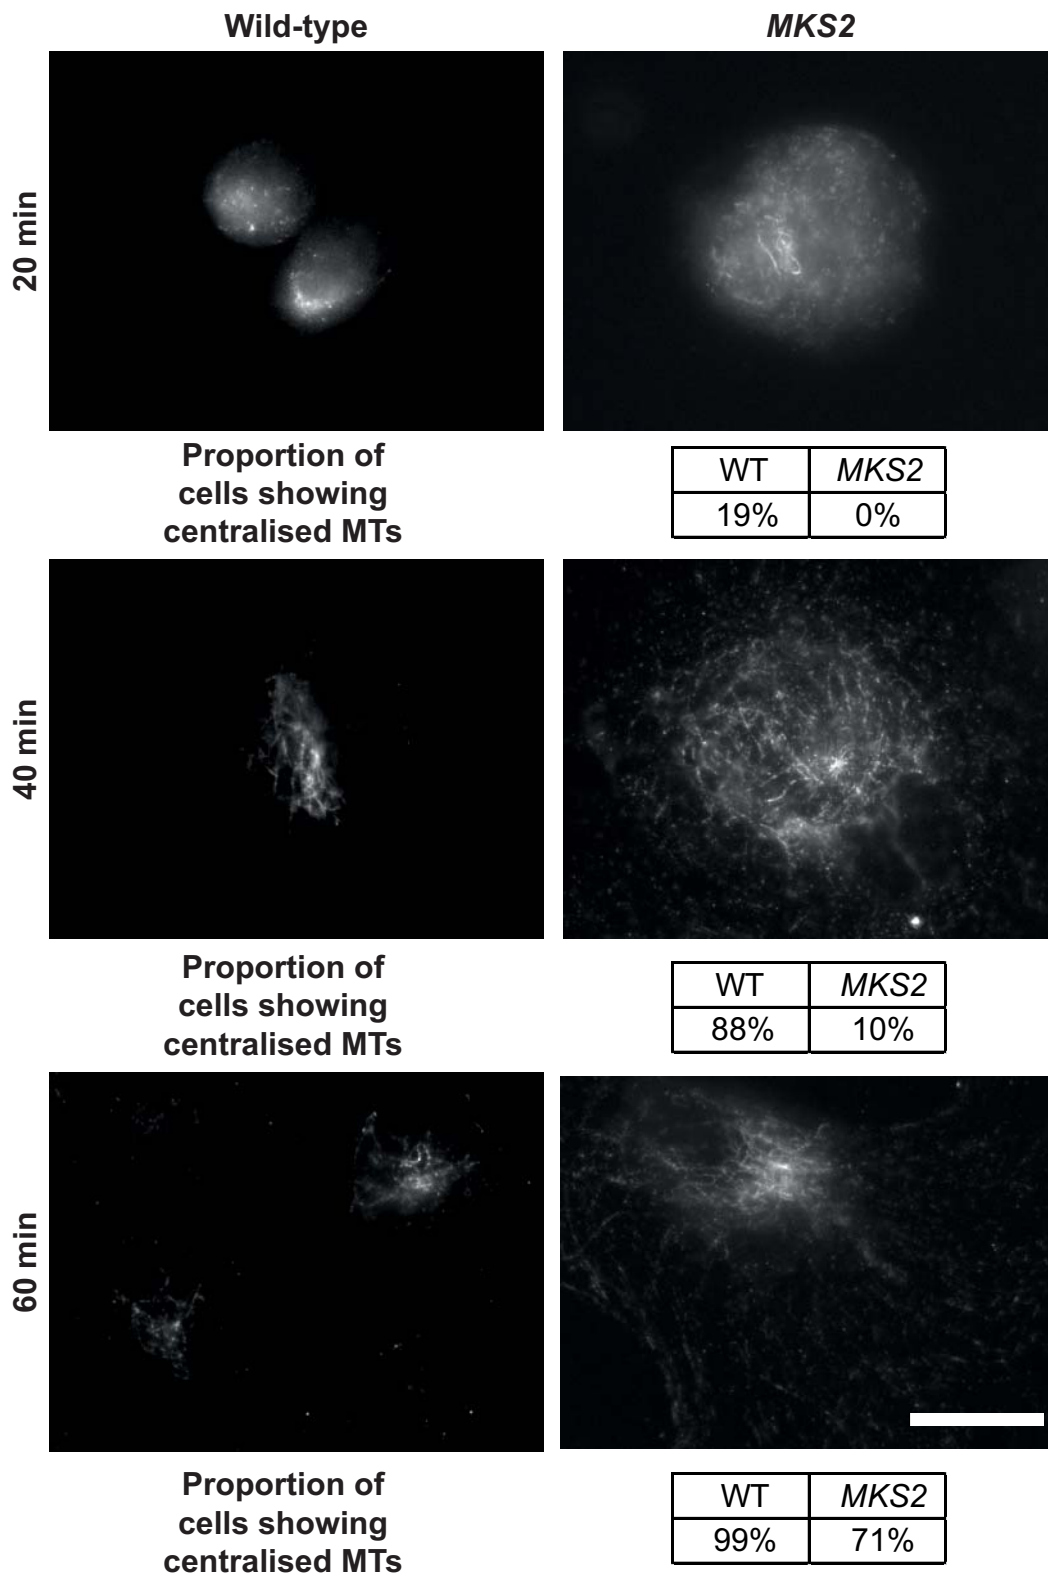 Wild-type
MKS2
20 min
Proportion of
cells showing
centralised MTs
WT MKS2
19% 0%
40 min
Proportion of
cells showing
centralised MTs
WT MKS2
88% 10%
60 min
Proportion of
cells showing
centralised MTs
WT MKS2
99% 71%